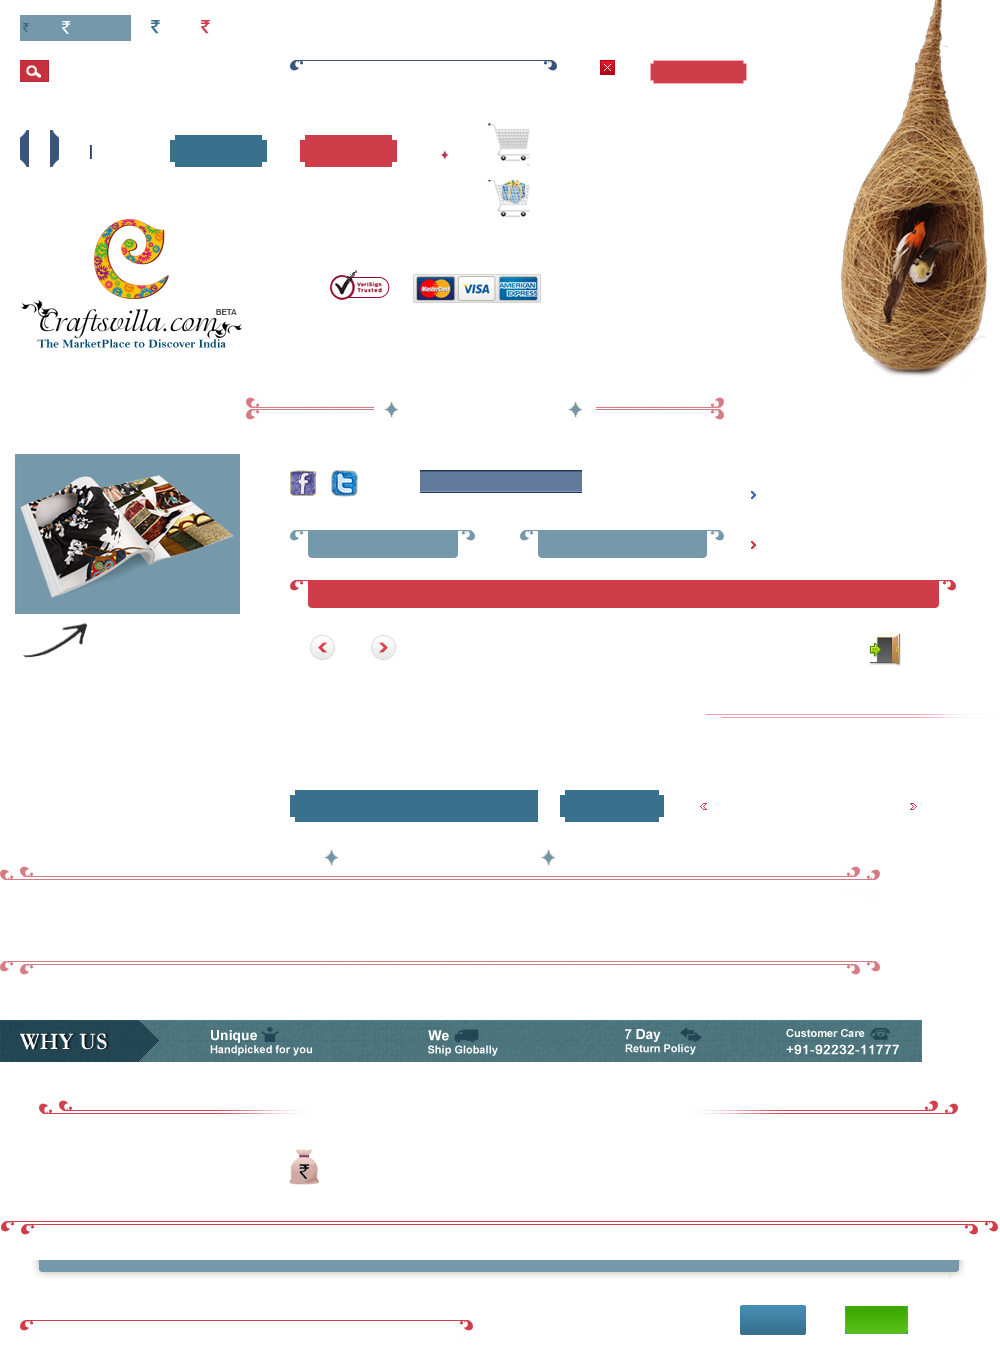 ₹ ₹ ₹ ₹
VeriSign
Trusted
MasterCard
VISA
AMERICAN
EXPRESS
Craftsvilla.com
BETA
The MarketPlace to Discover India
f
t
WHY US
Unique
Handpicked for you
We
Ship Globally
7 Day
Return Policy
Customer Care
+91-92232-11777
₹